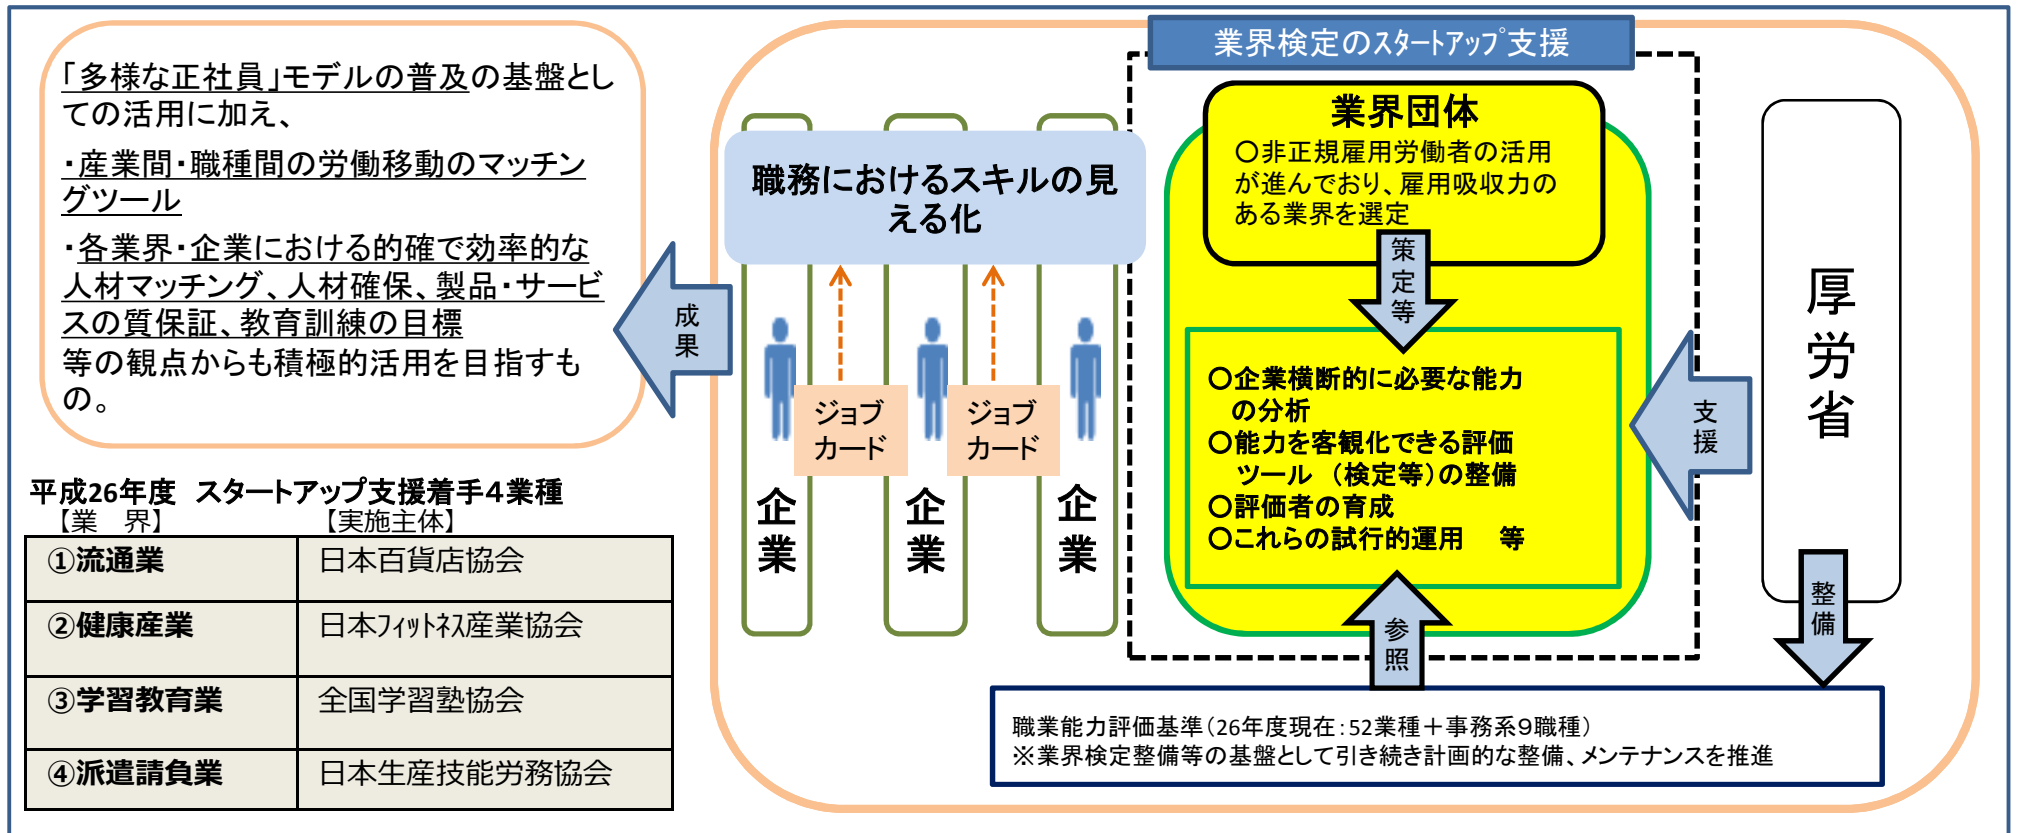 「多様な正社員」モデルの普及の基盤とし
ての活用に加え、
・産業間・職種間の労働移動のマッチン
グツール
・各業界・企業における的確で効率的な
人材マッチング、人材確保、製品・サービ
スの質保証、教育訓練の目標
等の観点からも積極的活用を目指すも
の。
成果
平成26年度 スタートアップ支援着手4業種
【業 界】 【実施主体】
①流通業 日本百貨店協会
②健康産業 日本フィットネス産業協会
③学習教育業 全国学習塾協会
④派遣請負業 日本生産技能労務協会
職務におけるスキルの見
える化
ジョブ
カード
ジョブ
カード
企業
企業
企業
業界検定のスタートアップ支援
業界団体
○非正規雇用労働者の活用
が進んでおり、雇用吸収力の
ある業界を選定
策定等
○企業横断的に必要な能力
の分析
○能力を客観化できる評価
ツール (検定等)の整備
○評価者の育成
○これらの試行的運用 等
参照
支援
厚労省
整備
職業能力評価基準(26年度現在:52業種+事務系9職種)
※業界検定整備等の基盤として引き続き計画的な整備、メンテナンスを推進